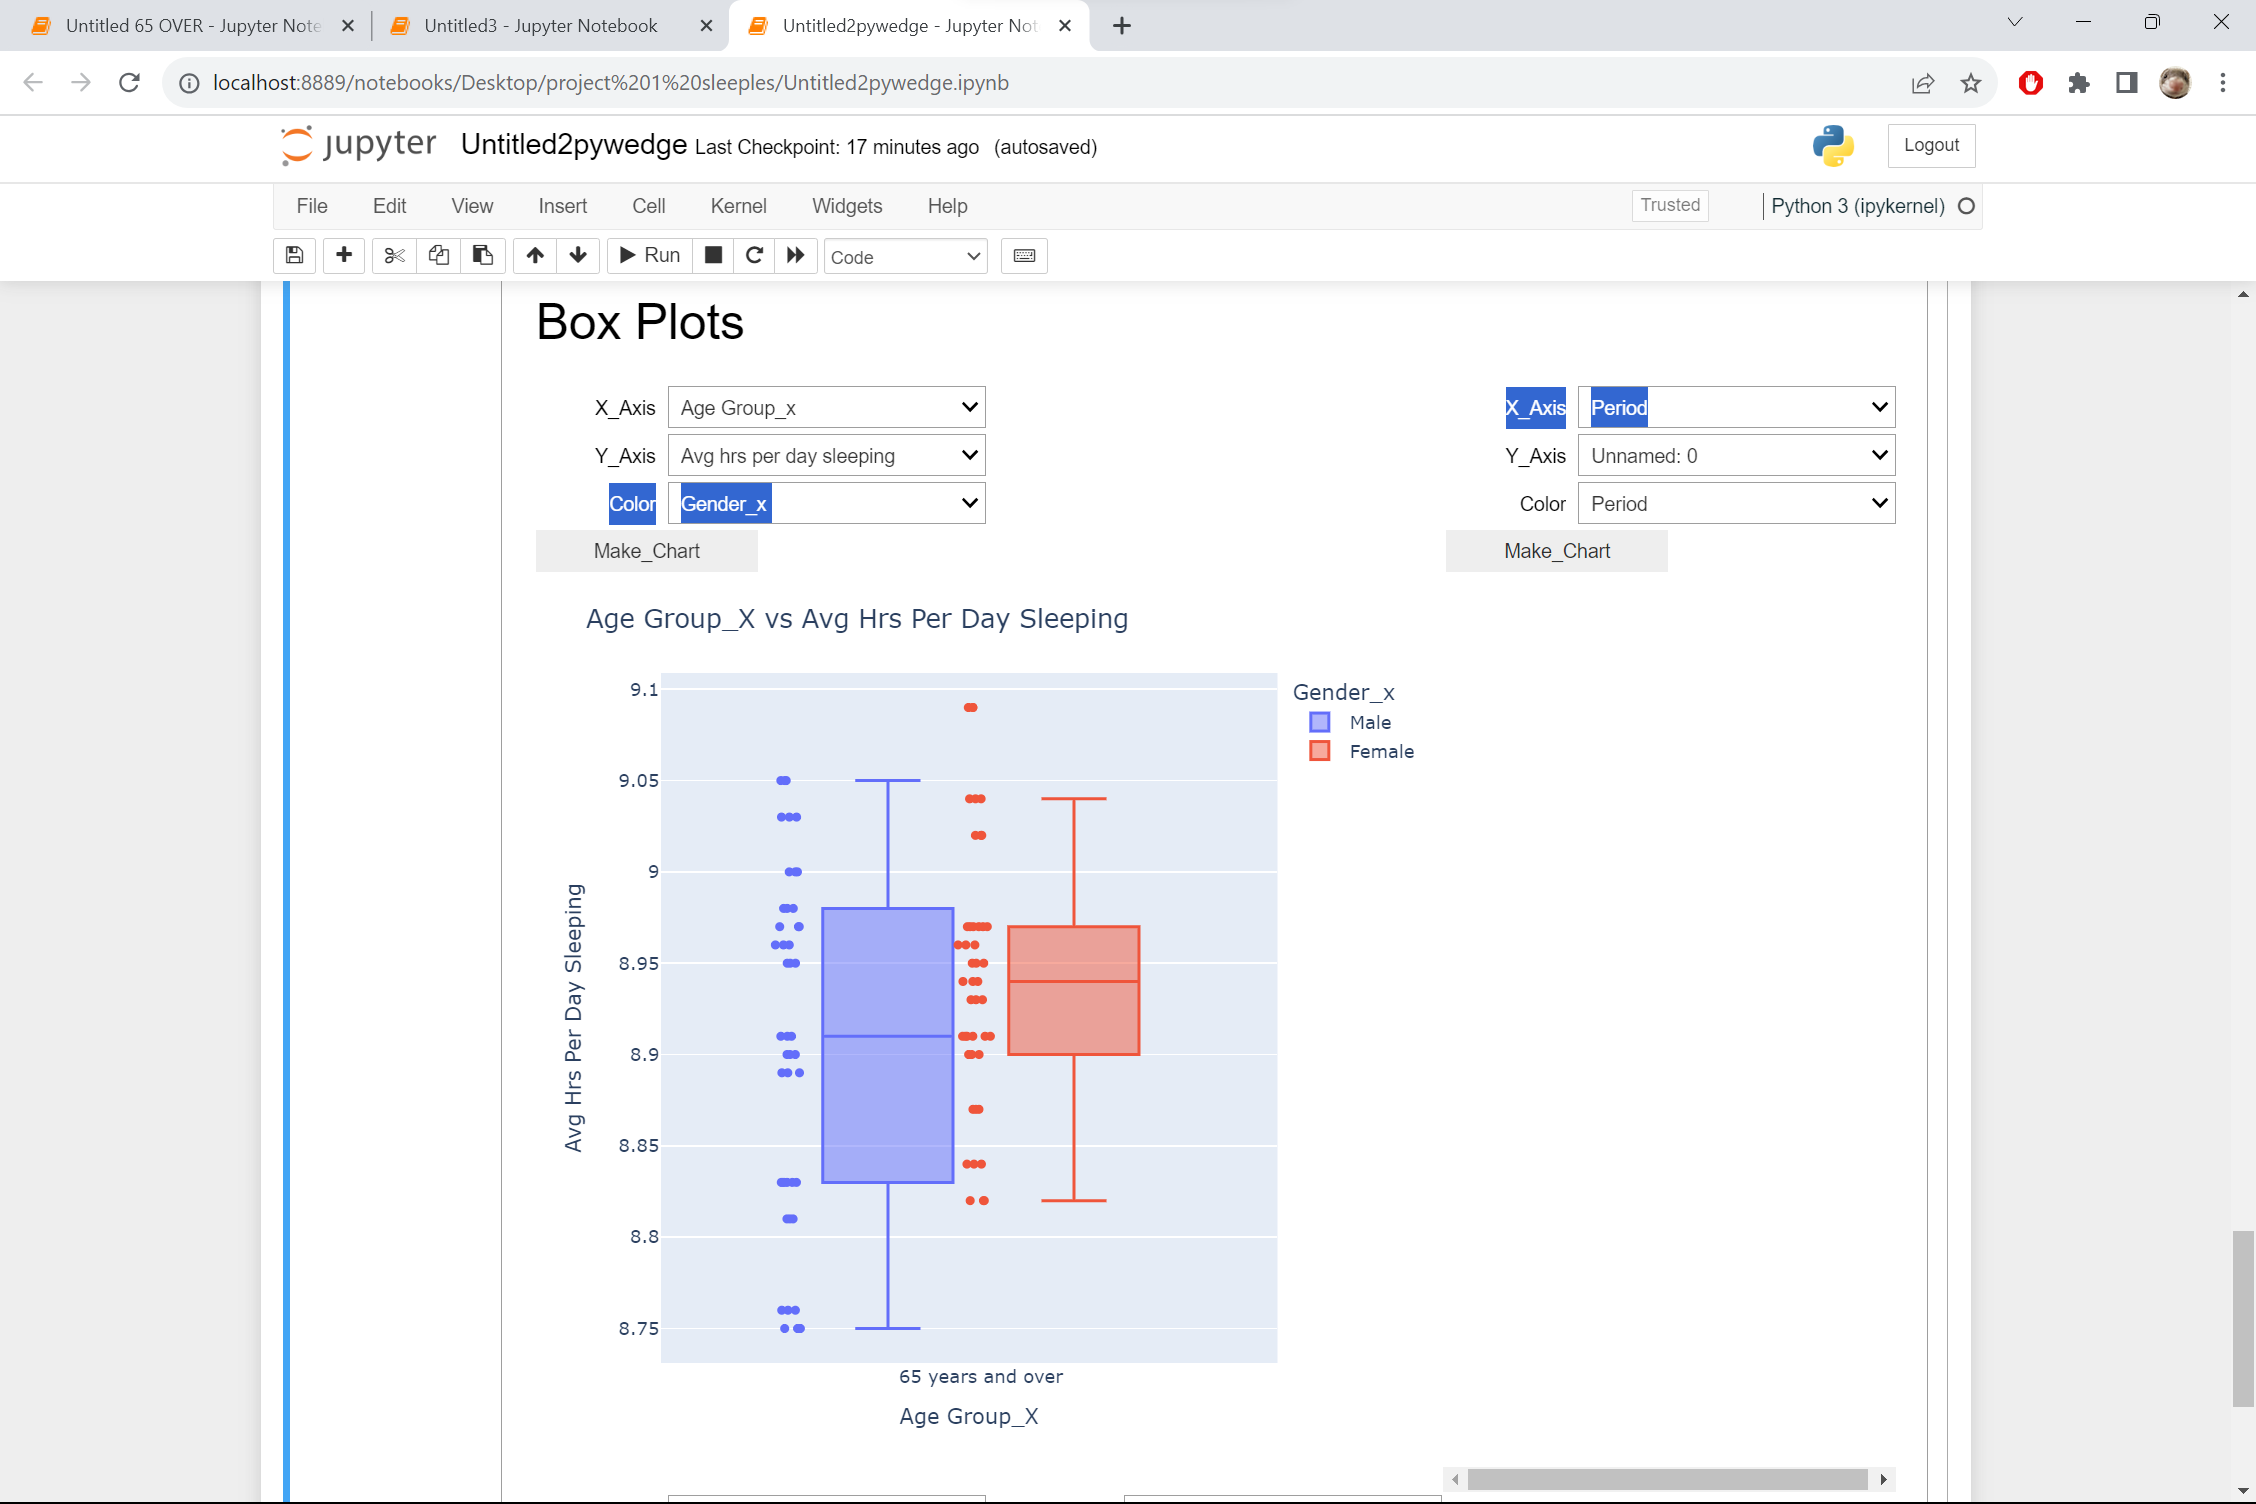 Untitled 65 OVER - Jupyter Note
Untitled3 - Jupyter Notebook
Untitled2pywedge - Jupyter Not
localhost:8889/notebooks/Desktop/project%201%20sleeples/Untitled2pywedge.ipynb
jupyter Untitled2pywedge Last Checkpoint: 17 minutes ago (autosaved)
Logout
File Edit View Insert Cell Kernel Widgets Help
Trusted
Python 3 (ipykernel)
Run
Code
Box Plots
X_Axis Age Group_x
Y_Axis Avg hrs per day sleeping
Color Gender_x
Make_Chart
X_Axis Period
Y_Axis Unnamed: 0
Color Period
Make_Chart
Age Group_X vs Avg Hrs Per Day Sleeping
Gender_x
Male
Female
9.1
9.05
9
8.95
8.9
8.85
8.8
8.75
Avg Hrs Per Day Sleeping
65 years and over
Age Group_X